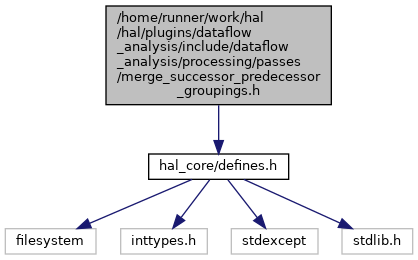 /home/runner/work/hal
/hal/plugins/dataflow
_analysis/include/dataflow
_analysis/processing/passes
/merge_successor_predecessor
_groupings.h
hal_core/defines.h
filesystem
inttypes.h
stdexcept
stdlib.h